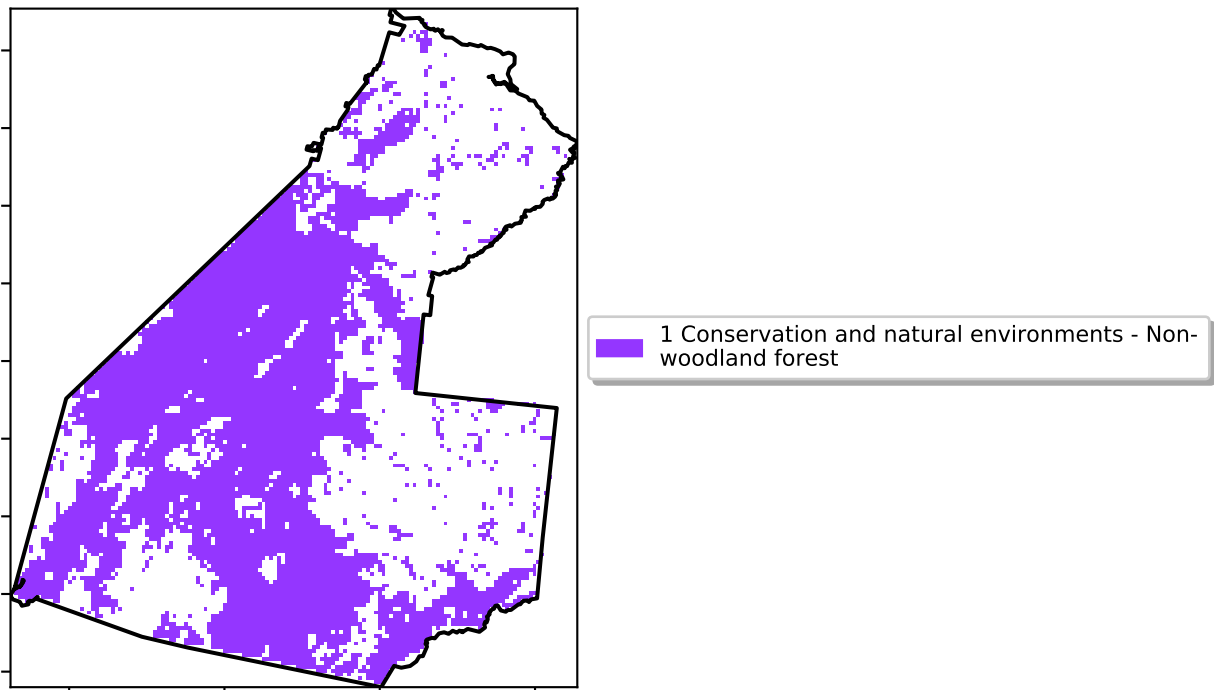 1 Conservation and natural environments - Non-
woodland forest